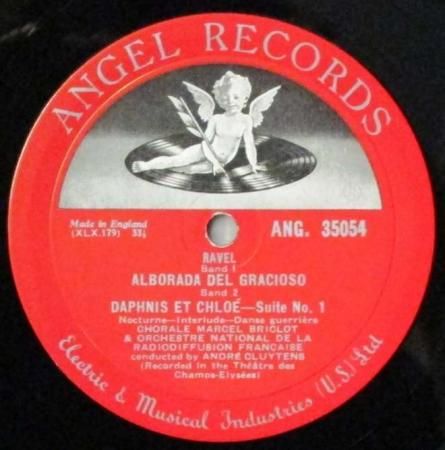 ANGEL RECORDS
Made in England
(XLX.179) 33⅓
ANG. 35054
RAVEL
Band 1
ALBORADA DEL GRACIOSO
Band 2
DAPHNIS ET CHLOÉ—Suite No. 1
Nocturne—Interlude—Danse guerrière
CHORALE MARCEL BRICLOT
& ORCHESTRE NATIONAL DE LA
RADIODIFFUSION FRANÇAISE
conducted by ANDRÉ CLUYTENS
(Recorded in the Théâtre des
Champs-Elysées)
Electric & Musical Industries (U.S.) Ltd